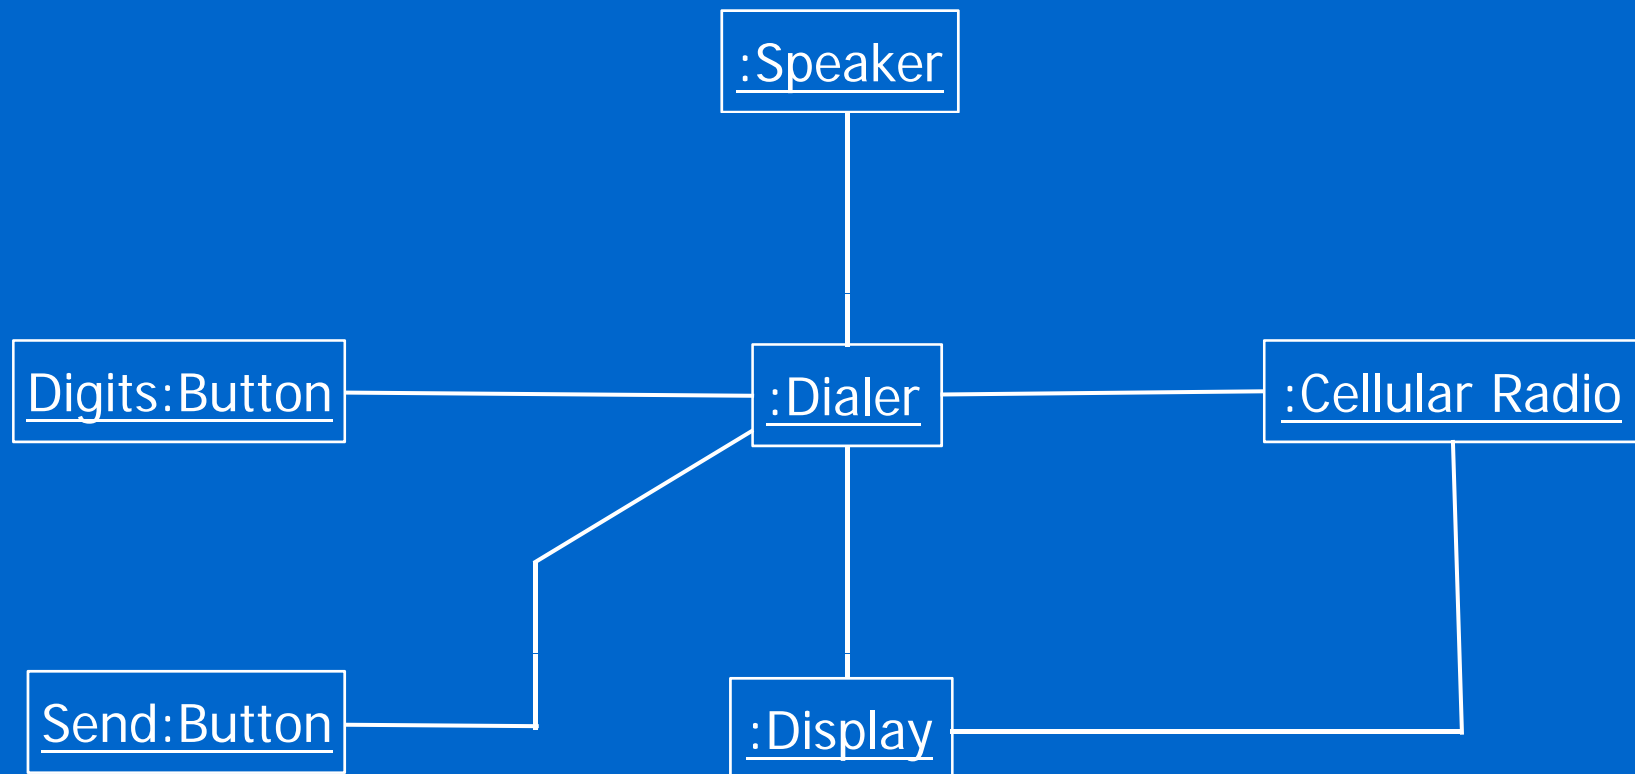 :Speaker
Digits:Button
:Dialer
:Cellular Radio
Send:Button
:Display